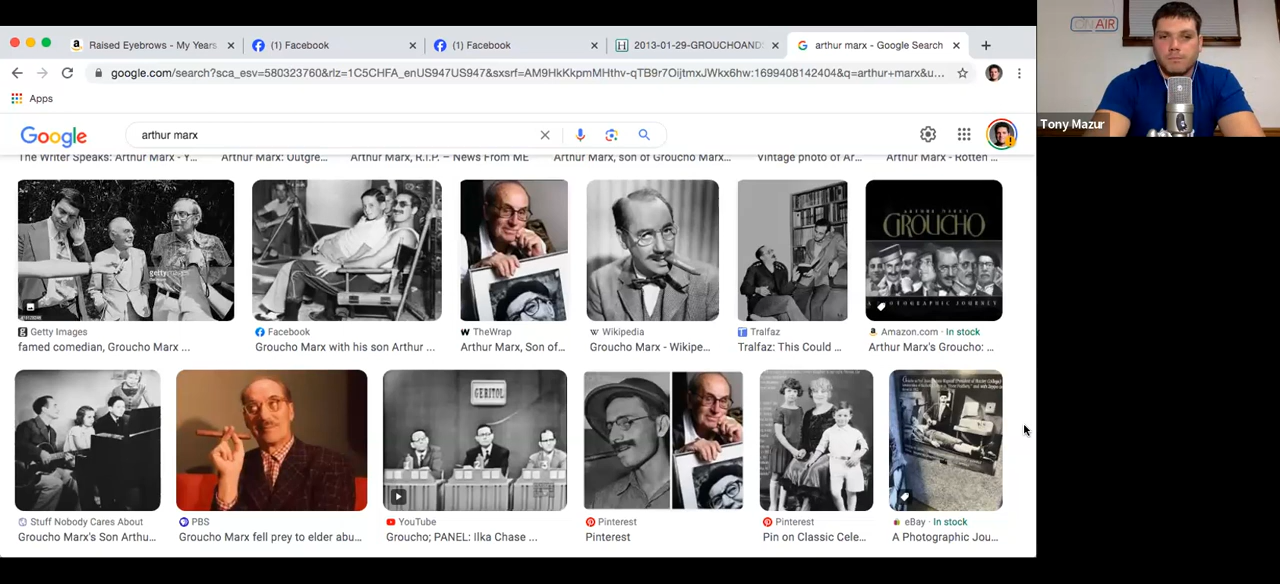 ON AIR
Raised Eyebrows - My Years
(1) Facebook
(1) Facebook
2013-01-29-GROUCHOAND
arthur marx - Google Search
google.com/search?sca_esv=580323760&rlz=1C5CHFA_enUS947US947&sxsrf=AM9HkKkpmMHthv-qTB9r7OijtmxJWkx6hw:1699408142404&q=arthur+marx&u...
Apps
Tony Mazur
Google
arthur marx
The Writer Speaks: Arthur Marx - Y...
Arthur Marx: Outgre...
Arthur Marx, R.I.P. – News From ME
Arthur Marx, son of Groucho Marx...
Vintage photo of Ar...
Arthur Marx - Rotten ...
gettyimages
GROUCHO
Getty Images
famed comedian, Groucho Marx ...
Facebook
Groucho Marx with his son Arthur ...
TheWrap
Arthur Marx, Son of...
Wikipedia
Groucho Marx - Wikipe...
Tralfaz
Tralfaz: This Could ...
Amazon.com · In stock
Arthur Marx's Groucho: ...
GERITOL
Stuff Nobody Cares About
Groucho Marx's Son Arthu...
PBS
Groucho Marx fell prey to elder abu...
YouTube
Groucho; PANEL: Ilka Chase ...
Pinterest
Pinterest
Pinterest
Pin on Classic Cele...
eBay · In stock
A Photographic Jou...